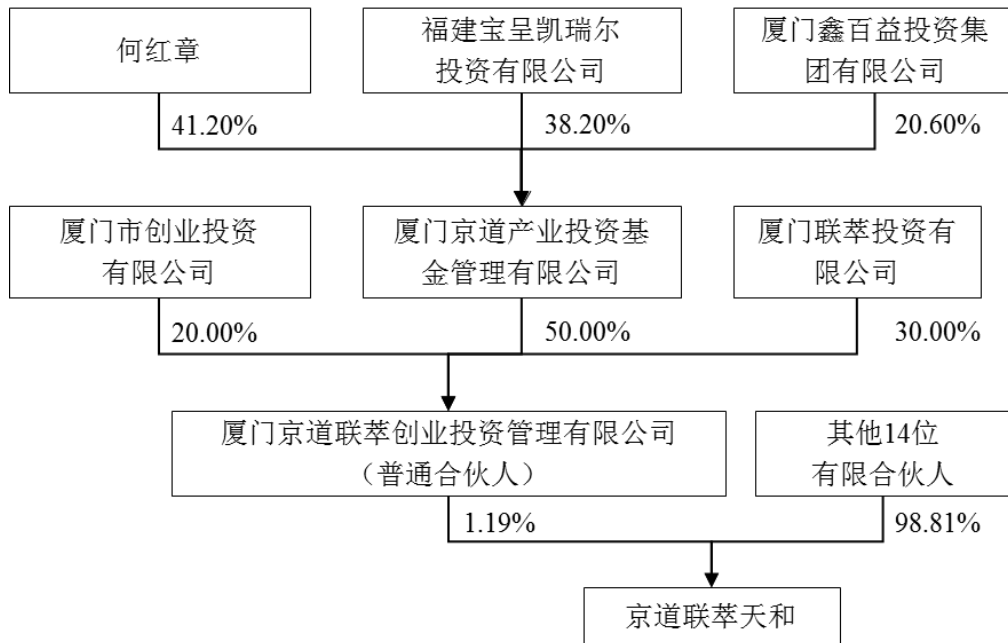 何红章
福建宝呈凯瑞尔
投资有限公司
厦门鑫百益投资集
团有限公司
41.20%
38.20%
20.60%
厦门市创业投资
有限公司
厦门京道产业投资基
金管理有限公司
厦门联萃投资有
限公司
20.00%
50.00%
30.00%
厦门京道联萃创业投资管理有限公司
（普通合伙人）
其他14位
有限合伙人
1.19%
98.81%
京道联萃天和